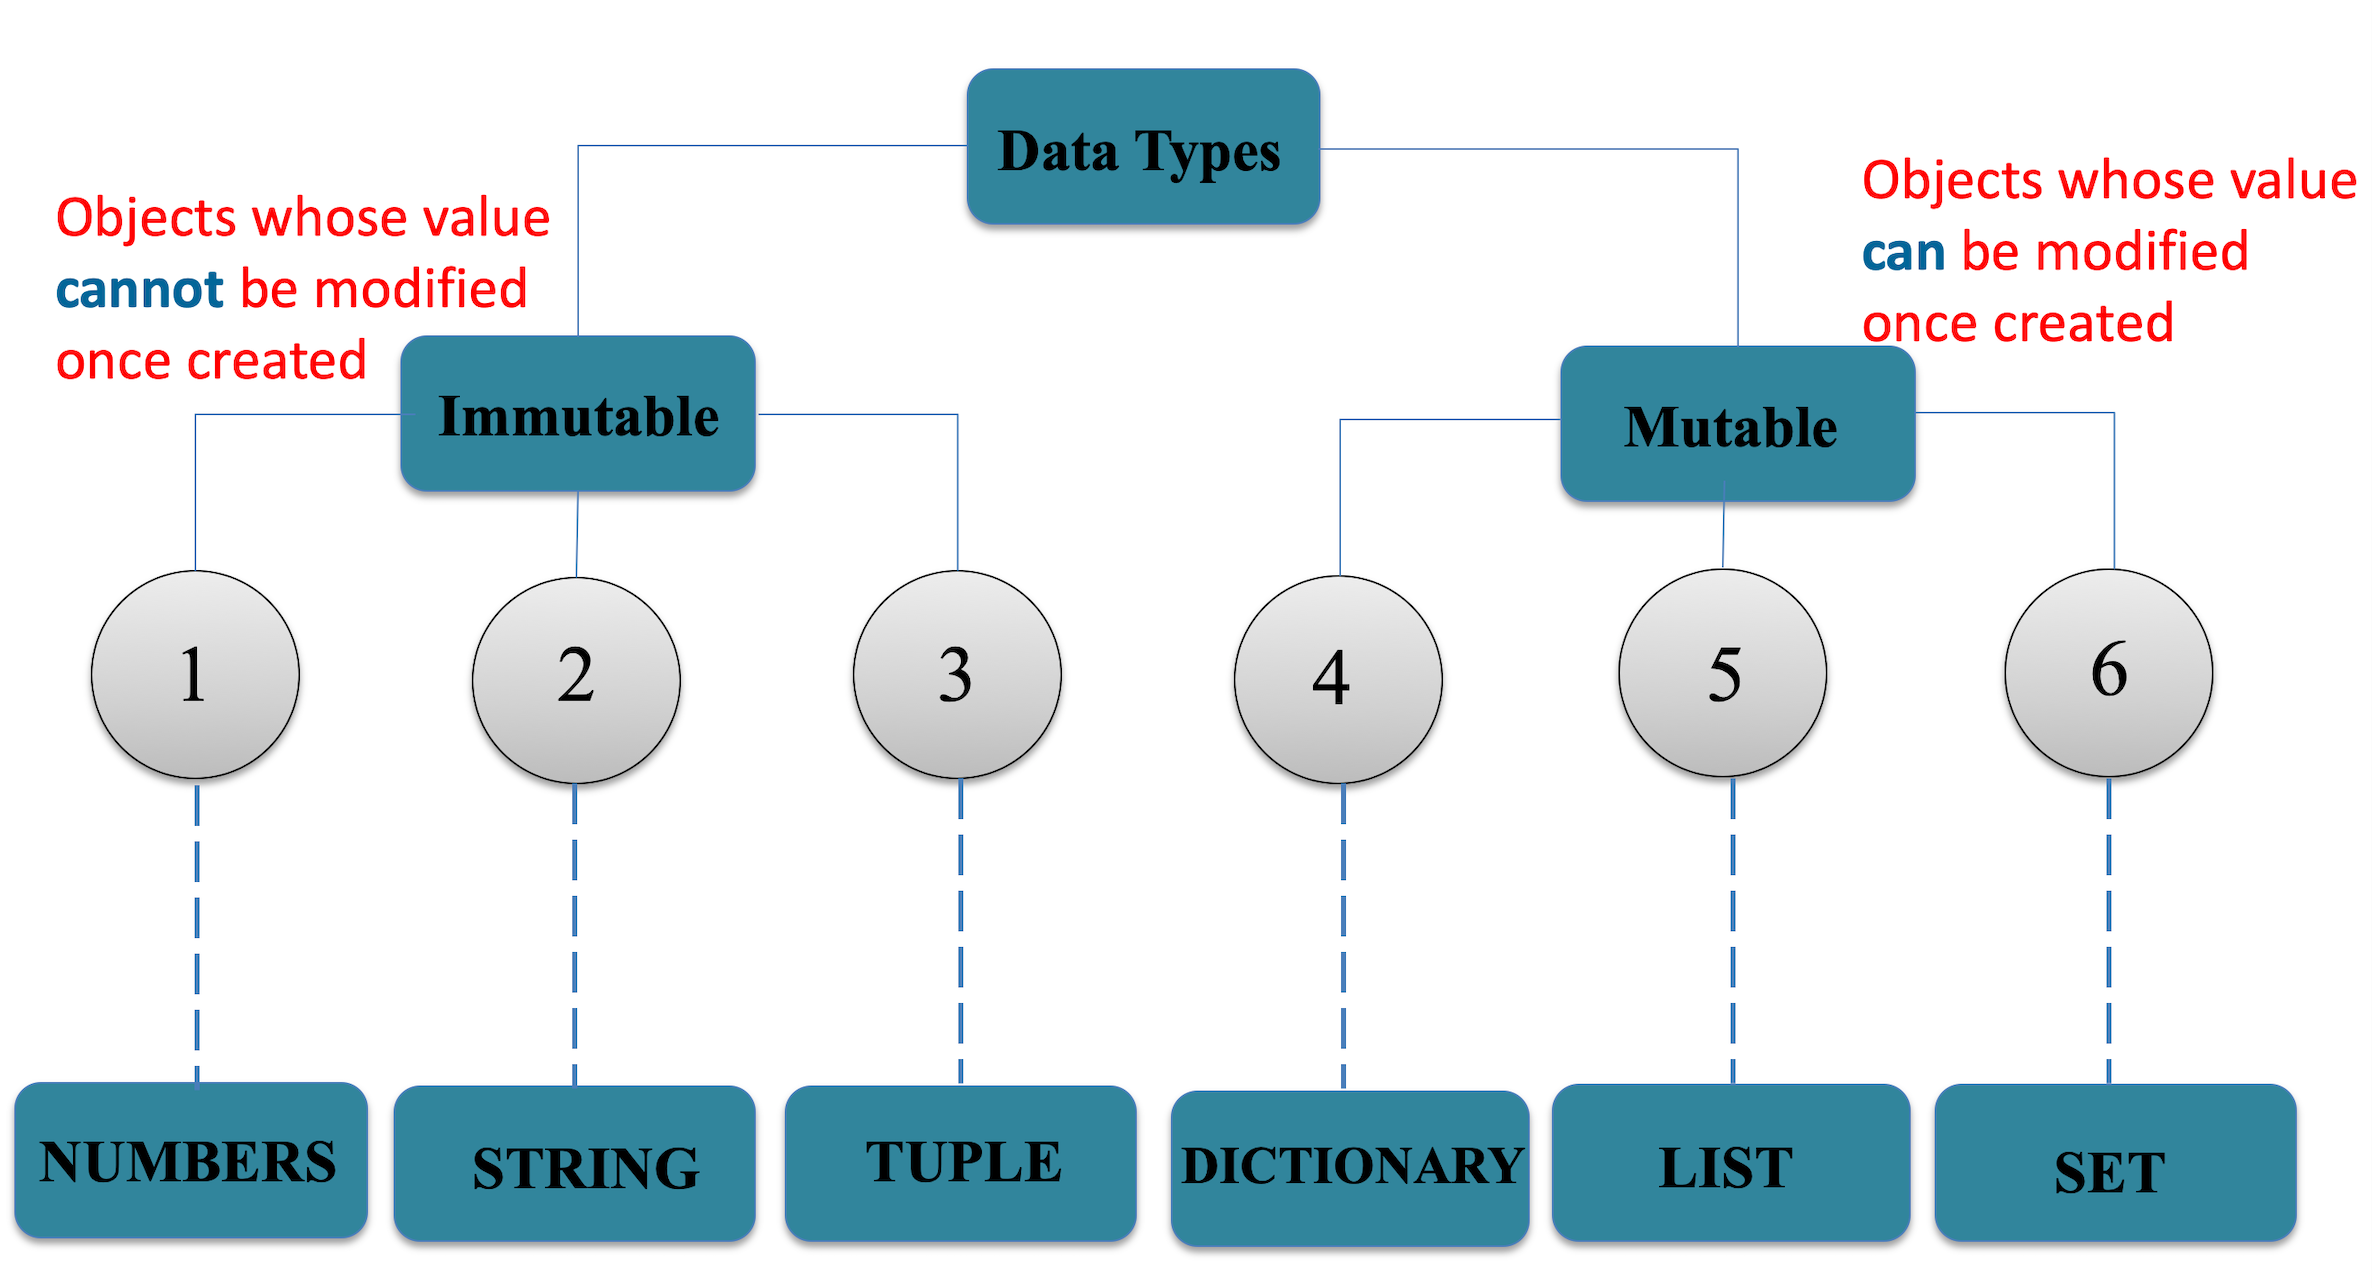 Data Types
Objects whose value
cannot be modified
once created
Objects whose value
can be modified
once created
Immutable
Mutable
1
2
3
4
5
6
NUMBERS
STRING
TUPLE
DICTIONARY
LIST
SET